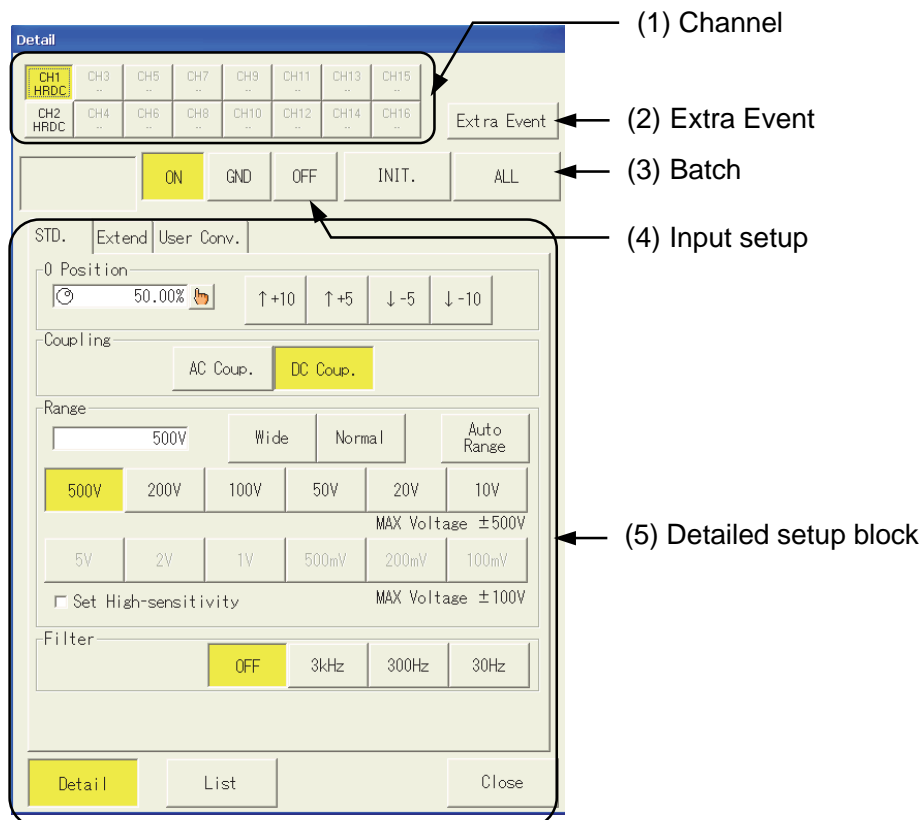 (1) Channel
Detail
CH1 CH3 CH5 CH7 CH9 CH11 CH13 CH15
HRDC -- -- -- -- -- -- --
CH2 CH4 CH6 CH8 CH10 CH12 CH14 CH16
HRDC -- -- -- -- -- -- --
Extra Event
(2) Extra Event
ON GND OFF INIT. ALL
(3) Batch
(4) Input setup
STD. Extend User Conv.
0 Position
50.00% ↑+10 ↑+5 ↓-5 ↓-10
Coupling
AC Coup. DC Coup.
Range
500V Wide Normal Auto Range
500V 200V 100V 50V 20V 10V
MAX Voltage ±500V
(5) Detailed setup block
5V 2V 1V 500mV 200mV 100mV
Set High-sensitivity MAX Voltage ±100V
Filter
OFF 3kHz 300Hz 30Hz
Detail List Close